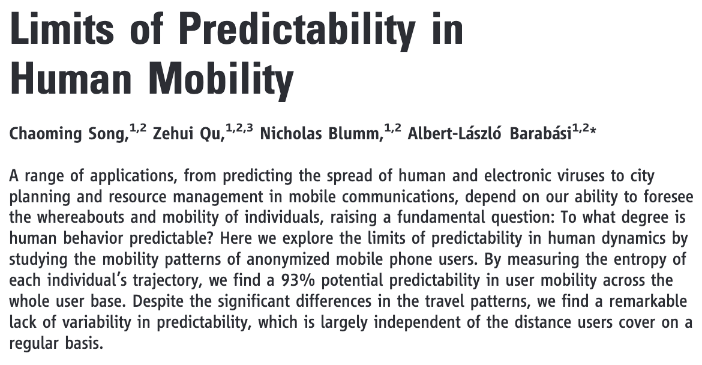 Limits of Predictability in
Human Mobility
Chaoming Song,1,2 Zehui Qu,1,2,3 Nicholas Blumm,1,2 Albert-László Barabási1,2*
A range of applications, from predicting the spread of human and electronic viruses to city
planning and resource management in mobile communications, depend on our ability to foresee
the whereabouts and mobility of individuals, raising a fundamental question: To what degree is
human behavior predictable? Here we explore the limits of predictability in human dynamics by
studying the mobility patterns of anonymized mobile phone users. By measuring the entropy of
each individual's trajectory, we find a 93% potential predictability in user mobility across the
whole user base. Despite the significant differences in the travel patterns, we find a remarkable
lack of variability in predictability, which is largely independent of the distance users cover on a
regular basis.